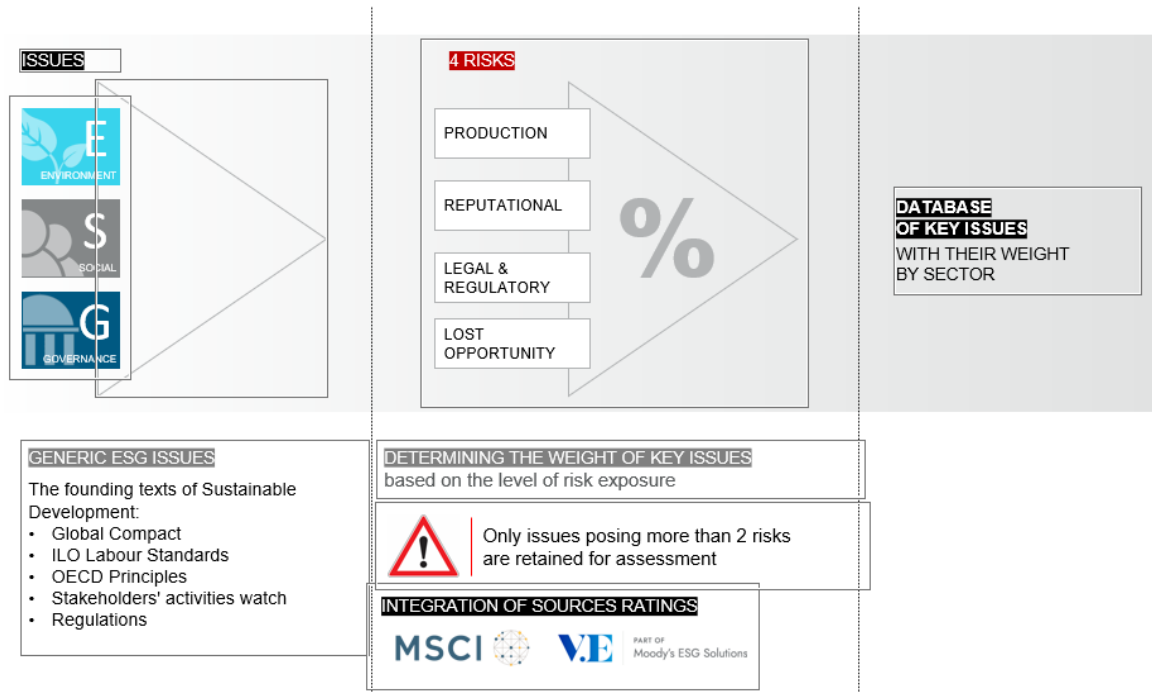 ISSUES
E
ENVIRONMENT
S
SOCIAL
G
GOVERNANCE
4 RISKS
PRODUCTION
REPUTATIONAL
LEGAL &
REGULATORY
LOST
OPPORTUNITY
%
DATABASE
OF KEY ISSUES
WITH THEIR WEIGHT
BY SECTOR
GENERIC ESG ISSUES
The founding texts of Sustainable
Development:
• Global Compact
• ILO Labour Standards
• OECD Principles
• Stakeholders' activities watch
• Regulations
DETERMINING THE WEIGHT OF KEY ISSUES
based on the level of risk exposure
!
Only issues posing more than 2 risks
are retained for assessment
INTEGRATION OF SOURCES RATINGS
MSCI
V.E
PART OF
Moody's ESG Solutions